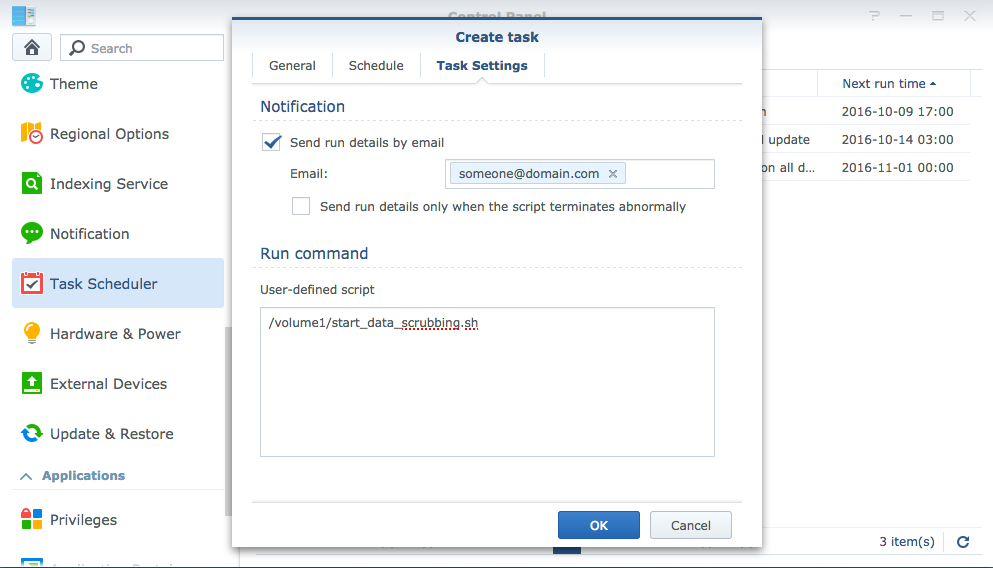 Control Panel
Search
Theme
Regional Options
Indexing Service
Notification
Task Scheduler
Hardware & Power
External Devices
Update & Restore
Applications
Privileges
Create task
General Schedule Task Settings
Notification
Send run details by email
Email: someone@domain.com
Send run details only when the script terminates abnormally
Run command
User-defined script
/volume1/start_data_scrubbing.sh
OK Cancel
Next run time
2016-10-09 17:00
update 2016-10-14 03:00
on all d... 2016-11-01 00:00
3 item(s)